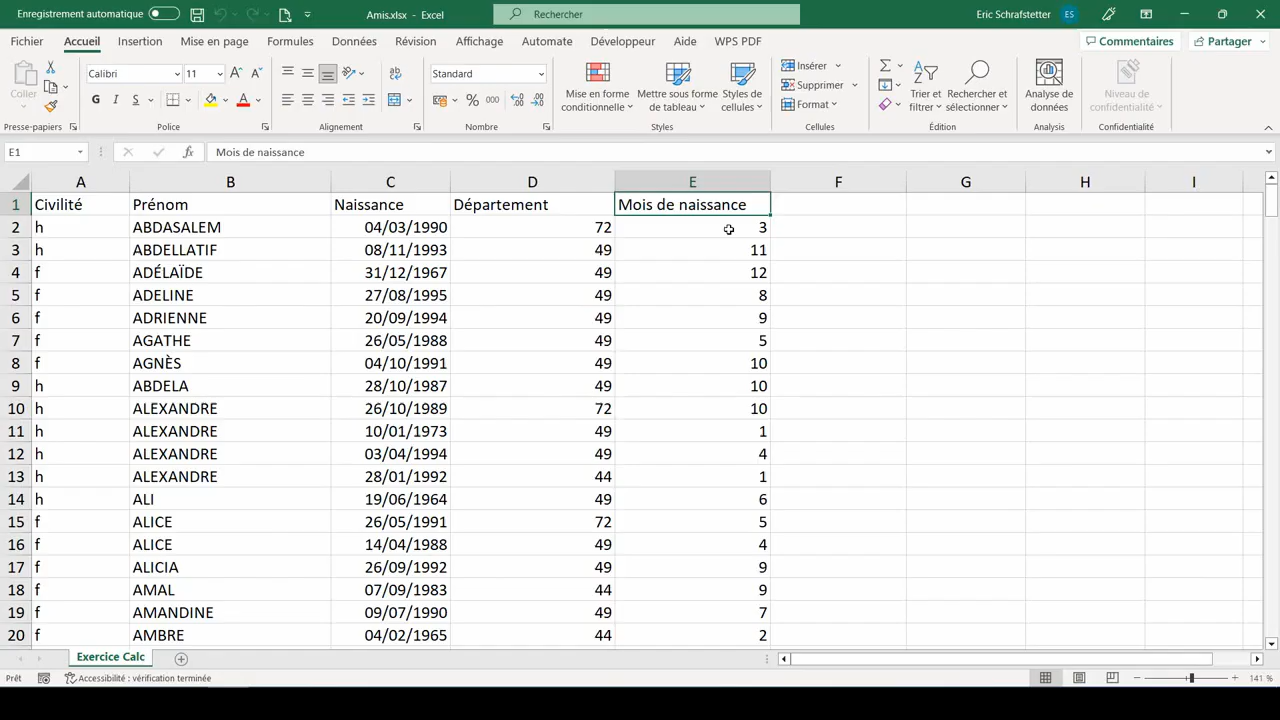 Enregistrement automatique
Amis.xlsx - Excel
Rechercher
Eric Schrafstetter ES
Fichier Accueil Insertion Mise en page Formules Données Révision Affichage Automate Développeur Aide WPS PDF
Commentaires Partager
Coller
Calibri 11
G I S
Standard
% 000
Mise en forme conditionnelle
Mettre sous forme de tableau
Styles de cellules
Insérer
Supprimer
Format
Trier et filtrer
Rechercher et sélectionner
Analyse de données
Niveau de confidentialité
Presse-papiers Police Alignement Nombre Styles Cellules Édition Analysis Confidentialité
E1 fx Mois de naissance
A B C D E F G H I
1 Civilité Prénom Naissance Département Mois de naissance
2 h ABDASALEM 04/03/1990 72 3
3 h ABDELLATIF 08/11/1993 49 11
4 f ADÉLAÏDE 31/12/1967 49 12
5 f ADELINE 27/08/1995 49 8
6 f ADRIENNE 20/09/1994 49 9
7 f AGATHE 26/05/1988 49 5
8 f AGNÈS 04/10/1991 49 10
9 h ABDELA 28/10/1987 49 10
10 h ALEXANDRE 26/10/1989 72 10
11 h ALEXANDRE 10/01/1973 49 1
12 h ALEXANDRE 03/04/1994 49 4
13 h ALEXANDRE 28/01/1992 44 1
14 h ALI 19/06/1964 49 6
15 f ALICE 26/05/1991 72 5
16 f ALICE 14/04/1988 49 4
17 f ALICIA 26/09/1992 49 9
18 f AMAL 07/09/1983 44 9
19 f AMANDINE 09/07/1990 49 7
20 f AMBRE 04/02/1965 44 2
Exercice Calc
Prêt Accessibilité : vérification terminée 141 %